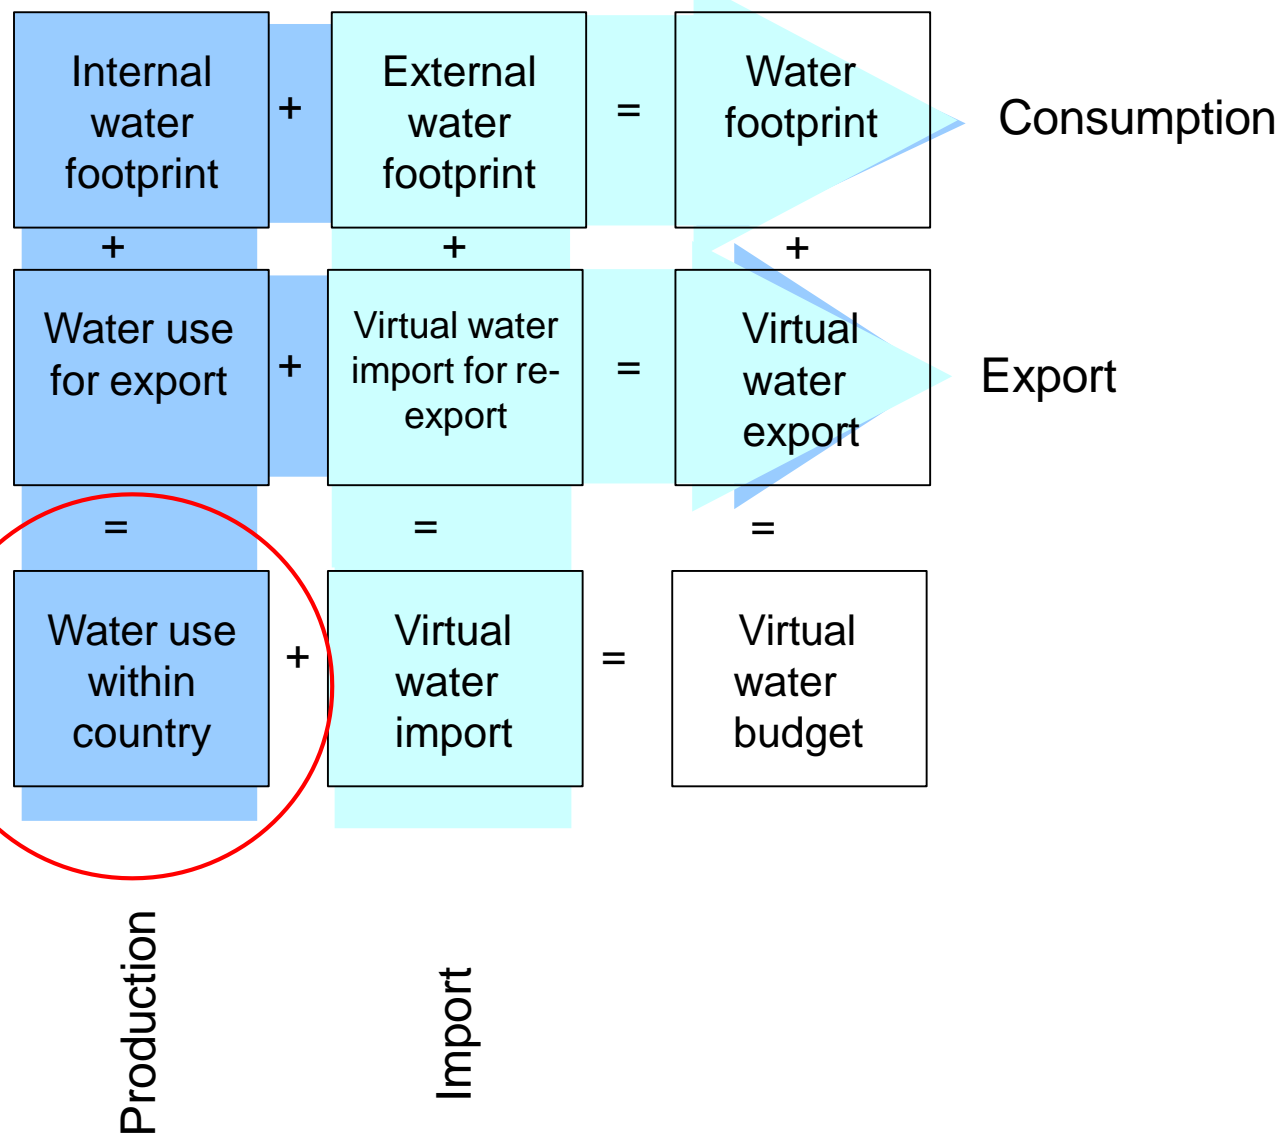 Internal
water
footprint
+
External
water
footprint
=
Water
footprint
Consumption
+
+
+
Water use
for export
+
Virtual water
import for re-
export
=
Virtual
water
export
Export
=
=
=
Water use
within
country
+
Virtual
water
import
=
Virtual
water
budget
Production
Import